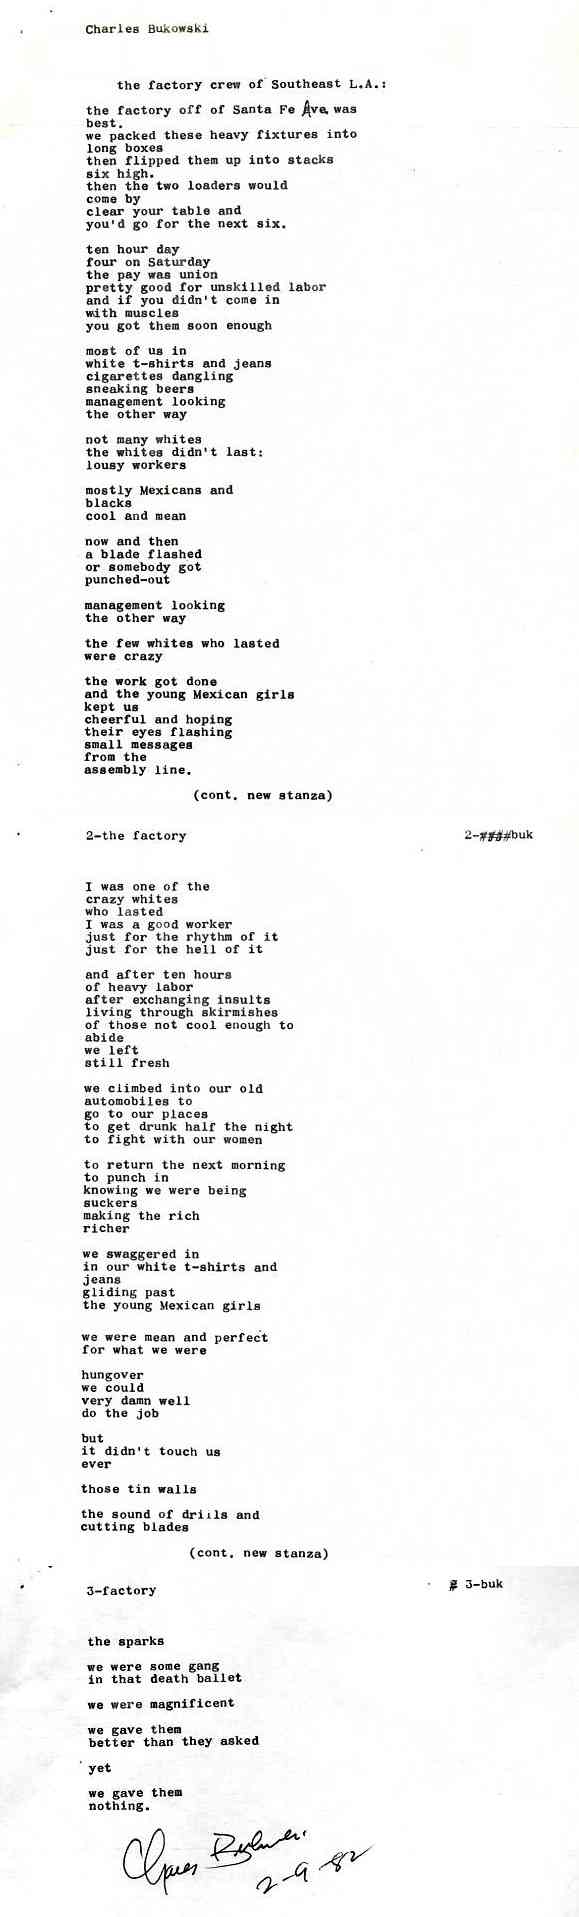 Charles Bukowski
the factory crew of Southeast L.A.:
the factory off of Santa Fe Ave. was
best.
we packed these heavy fixtures into
long boxes
then flipped them up into stacks
six high.
then the two loaders would
come by
clear your table and
you'd go for the next six.
ten hour day
four on Saturday
the pay was union
pretty good for unskilled labor
and if you didn't come in
with muscles
you got them soon enough
most of us in
white t-shirts and jeans
cigarettes dangling
sneaking beers
management looking
the other way
not many whites
the whites didn't last:
lousy workers
mostly Mexicans and
blacks
cool and mean
now and then
a blade flashed
or somebody got
punched-out
management looking
the other way
the few whites who lasted
were crazy
the work got done
and the young Mexican girls
kept us
cheerful and hoping
their eyes flashing
small messages
from the
assembly line.
(cont. new stanza)
2-the factory 2-buk
I was one of the
crazy whites
who lasted
I was a good worker
just for the rhythm of it
just for the hell of it
and after ten hours
of heavy labor
after exchanging insults
living through skirmishes
of those not cool enough to
abide
we left
still fresh
we climbed into our old
automobiles to
go to our places
to get drunk half the night
to fight with our women
to return the next morning
to punch in
knowing we were being
suckers
making the rich
richer
we swaggered in
in our white t-shirts and
jeans
gliding past
the young Mexican girls
we were mean and perfect
for what we were
hungover
we could
very damn well
do the job
but
it didn't touch us
ever
those tin walls
the sound of drills and
cutting blades
(cont. new stanza)
3-factory 3-buk
the sparks
we were some gang
in that death ballet
we were magnificent
we gave them
better than they asked
yet
we gave them
nothing.
2-9-82